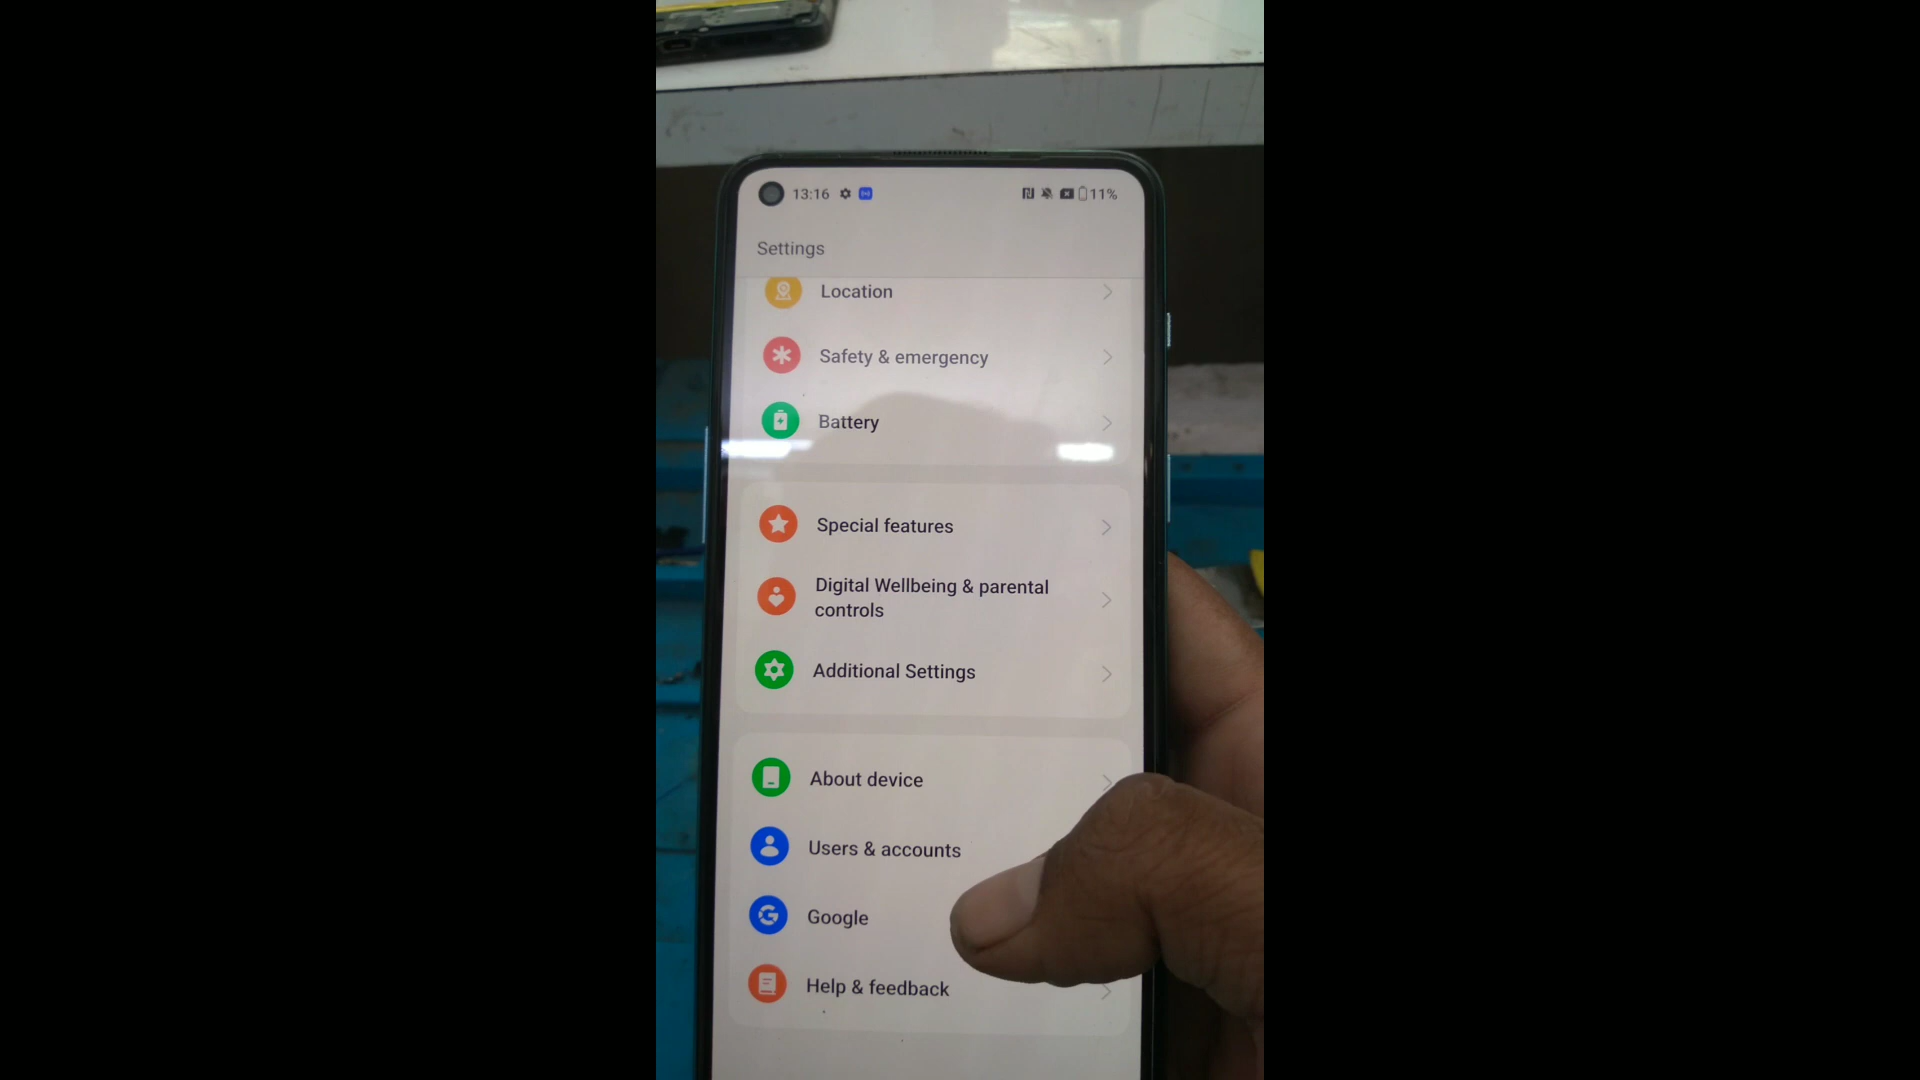 13:16
11%
Settings
Location
Safety & emergency
Battery
Special features
Digital Wellbeing & parental
controls
Additional Settings
About device
Users & accounts
Google
Help & feedback